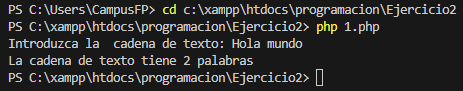 PS C:\Users\CampusFP> cd c:\xampp\htdocs\programacion\Ejercicio2
PS C:\xampp\htdocs\programacion\Ejercicio2> php 1.php
Introduzca la  cadena de texto: Hola mundo
La cadena de texto tiene 2 palabras
PS C:\xampp\htdocs\programacion\Ejercicio2>